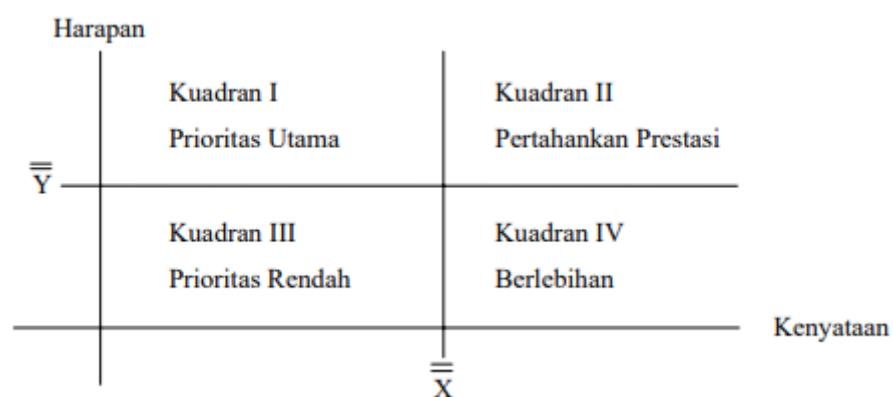 Harapan
Kuadran I
Prioritas Utama
Kuadran II
Pertahankan Prestasi
Y
Kuadran III
Prioritas Rendah
Kuadran IV
Berlebihan
Kenyataan
X